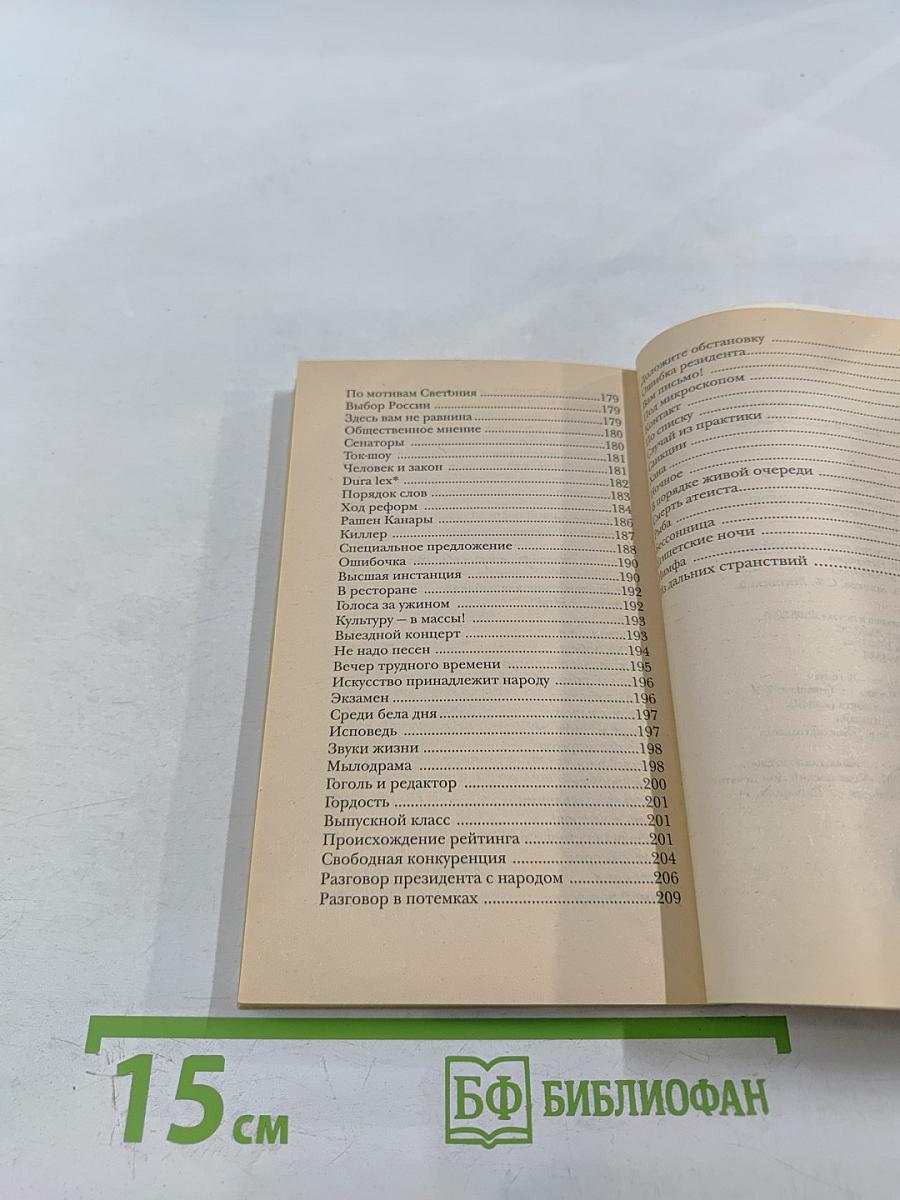 По мотивам Светония ........ 179
Выбор России ........ 179
Здесь вам не равнина ........ 179
Общественное мнение ........ 180
Сенаторы ........ 180
Ток-шоу ........ 181
Человек и закон ........ 181
Dura lex* ........ 182
Порядок слов ........ 183
Ход реформ ........ 184
Рашен Канары ........ 186
Киллер ........ 187
Специальное предложение ........ 188
Ошибочка ........ 190
Высшая инстанция ........ 190
В ресторане ........ 192
Голоса за ужином ........ 192
Культуру — в массы! ........ 193
Выездной концерт ........ 193
Не надо песен ........ 194
Вечер трудного времени ........ 195
Искусство принадлежит народу ........ 196
Экзамен ........ 196
Среди бела дня ........ 197
Исповедь ........ 197
Звуки жизни ........ 198
Мылодрама ........ 198
Гоголь и редактор ........ 200
Гордость ........ 201
Выпускной класс ........ 201
Происхождение рейтинга ........ 201
Свободная конкуренция ........ 204
Разговор президента с народом ........ 206
Разговор в потемках ........ 209
Доложите обстановку ........
Ошибка резидента ........
Вам письмо! ........
Под микроскопом ........
Контакт ........
По списку ........
Случай из практики ........
Санкции ........
Ночное ........
В порядке живой очереди ........
Смерть атеиста ........
Рыба ........
Бессонница ........
Египетские ночи ........
Нимфа ........
Из дальних странствий ........
15 см
БФ БИБЛИОФАН